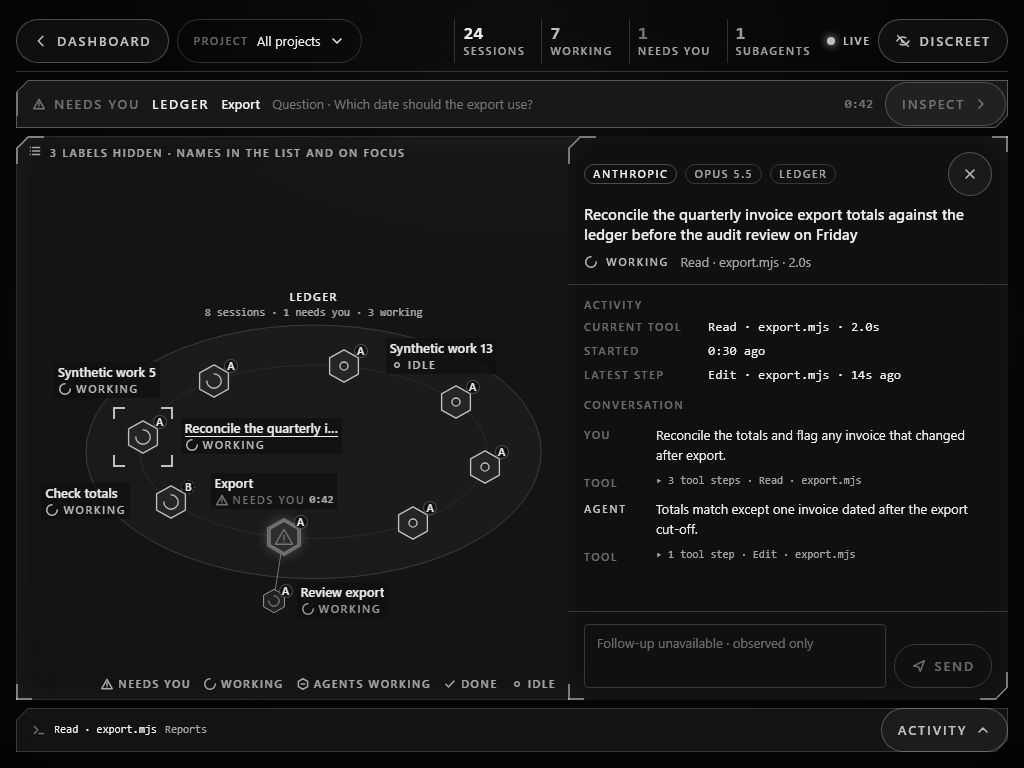 DASHBOARD
PROJECT All projects
24 SESSIONS
7 WORKING
1 NEEDS YOU
1 SUBAGENTS
LIVE
DISCREET
NEEDS YOU LEDGER Export Question · Which date should the export use?
0:42
INSPECT
3 LABELS HIDDEN · NAMES IN THE LIST AND ON FOCUS
LEDGER
8 sessions · 1 needs you · 3 working
Synthetic work 13
IDLE
A
A
A
Synthetic work 5
WORKING
A
Reconcile the quarterly i...
WORKING
A
Check totals
WORKING
B
Export
NEEDS YOU 0:42
A
A
A
Review export
WORKING
NEEDS YOU
WORKING
AGENTS WORKING
DONE
IDLE
ANTHROPIC
OPUS 5.5
LEDGER
Reconcile the quarterly invoice export totals against the
ledger before the audit review on Friday
WORKING Read · export.mjs · 2.0s
ACTIVITY
CURRENT TOOL Read · export.mjs · 2.0s
STARTED 0:30 ago
LATEST STEP Edit · export.mjs · 14s ago
CONVERSATION
YOU Reconcile the totals and flag any invoice that changed
after export.
TOOL ▸ 3 tool steps · Read · export.mjs
AGENT Totals match except one invoice dated after the export
cut-off.
TOOL ▸ 1 tool step · Edit · export.mjs
Follow-up unavailable · observed only
SEND
Read · export.mjs Reports
ACTIVITY